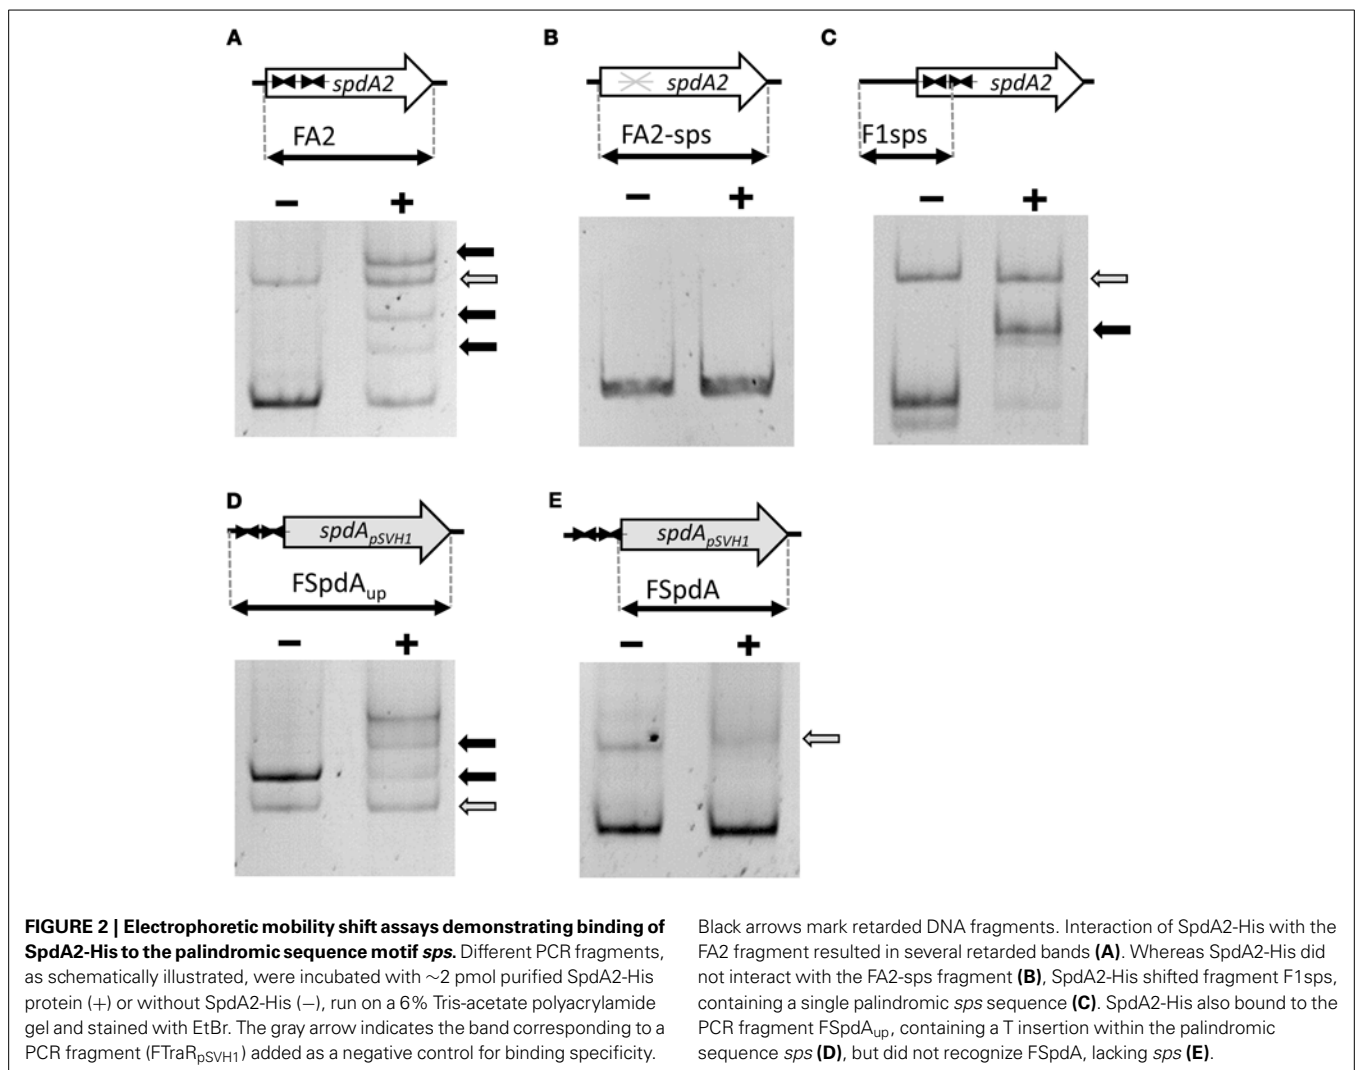 A
spdA2
FA2
− +
B
spdA2
FA2-sps
− +
C
spdA2
F1sps
− +
D
spdA_pSVH1
FSpdA_up
− +
E
spdA_pSVH1
FSpdA
− +
FIGURE 2 | Electrophoretic mobility shift assays demonstrating binding of
SpdA2-His to the palindromic sequence motif sps. Different PCR fragments,
as schematically illustrated, were incubated with ~2 pmol purified SpdA2-His
protein (+) or without SpdA2-His (−), run on a 6% Tris-acetate polyacrylamide
gel and stained with EtBr. The gray arrow indicates the band corresponding to a
PCR fragment (FTraR_pSVH1) added as a negative control for binding specificity.
Black arrows mark retarded DNA fragments. Interaction of SpdA2-His with the
FA2 fragment resulted in several retarded bands (A). Whereas SpdA2-His did
not interact with the FA2-sps fragment (B), SpdA2-His shifted fragment F1sps,
containing a single palindromic sps sequence (C). SpdA2-His also bound to the
PCR fragment FSpdA_up, containing a T insertion within the palindromic
sequence sps (D), but did not recognize FSpdA, lacking sps (E).